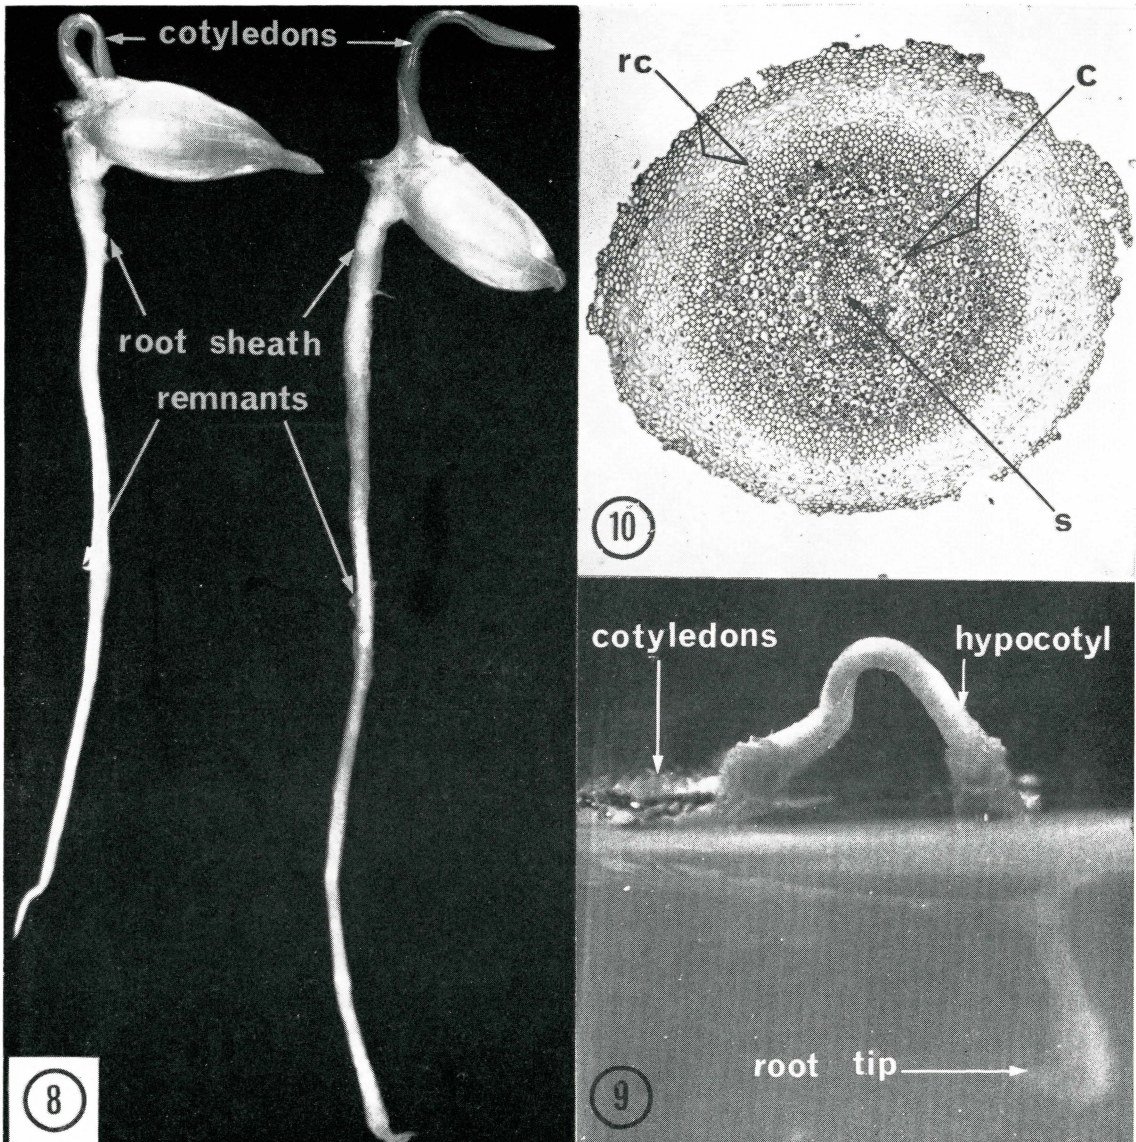 cotyledons
root sheath
remnants
8
rc
c
s
10
cotyledons
hypocotyl
root tip
9